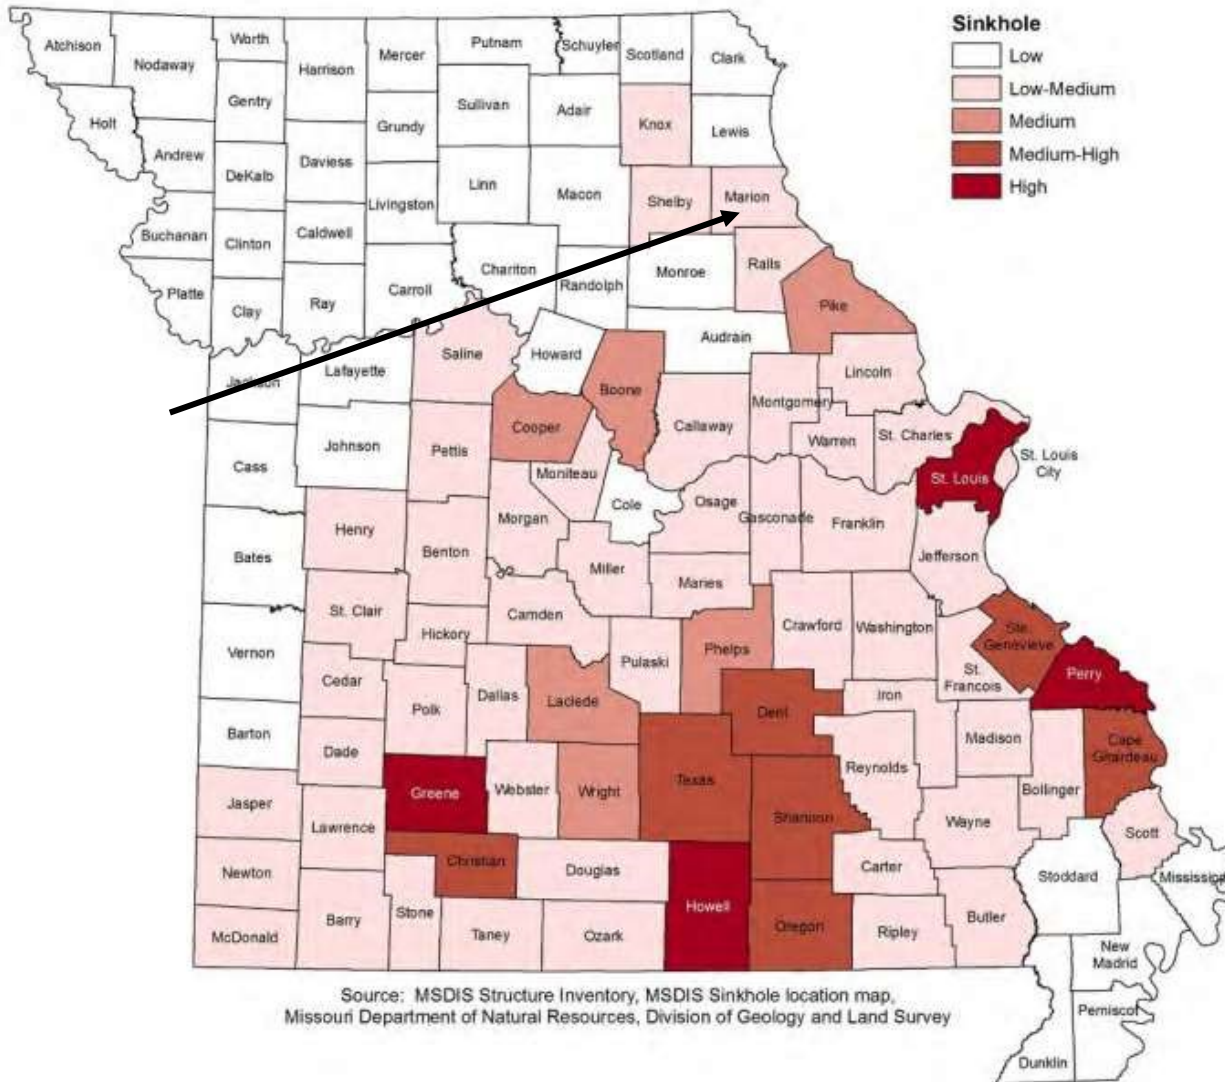 Sinkhole
Low
Low-Medium
Medium
Medium-High
High
Atchison
Nodaway
Worth
Harrison
Mercer
Putnam
Schuyler
Scotland
Clark
Holt
Gentry
Grundy
Sullivan
Adair
Knox
Lewis
Andrew
DeKalb
Daviess
Livingston
Linn
Macon
Shelby
Marion
Buchanan
Clinton
Caldwell
Chariton
Randolph
Monroe
Ralls
Platte
Clay
Ray
Carroll
Pike
Audrain
Jackson
Lafayette
Saline
Howard
Boone
Lincoln
Cooper
Callaway
Montgomery
Warren
St. Charles
Cass
Johnson
Pettis
Moniteau
St. Louis
St. Louis
City
Cole
Osage
Gasconade
Franklin
Henry
Morgan
Bates
Benton
Miller
Maries
Jefferson
St. Clair
Camden
Hickory
Pulaski
Phelps
Crawford
Washington
Ste.
Genevieve
Vernon
Cedar
Polk
Dallas
Laclede
Dent
Iron
St.
Francois
Perry
Barton
Dade
Madison
Cape
Girardeau
Jasper
Lawrence
Greene
Webster
Wright
Texas
Shannon
Reynolds
Bollinger
Wayne
Scott
Newton
Christian
Douglas
Carter
Stoddard
Mississippi
McDonald
Barry
Stone
Taney
Ozark
Howell
Oregon
Ripley
Butler
New
Madrid
Pemiscot
Dunklin
Source: MSDIS Structure Inventory, MSDIS Sinkhole location map,
Missouri Department of Natural Resources, Division of Geology and Land Survey